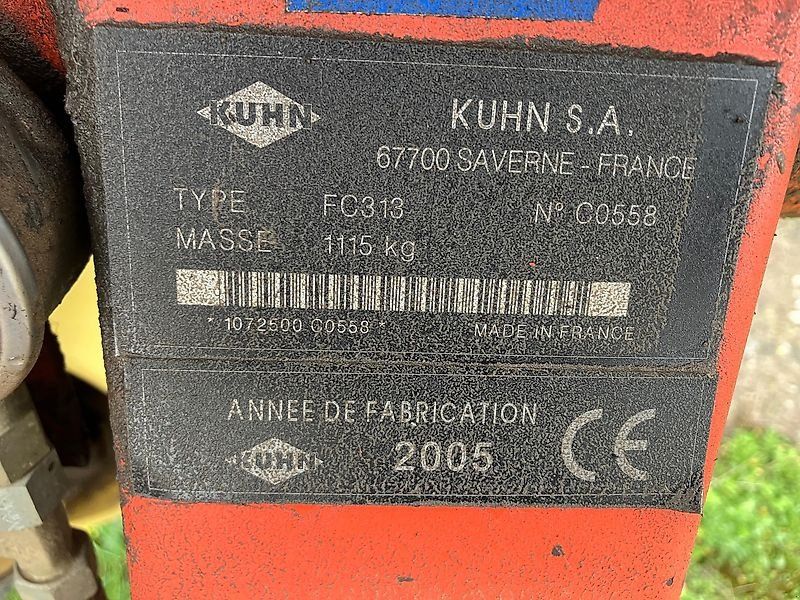 KUHN KUHN S.A.
67700 SAVERNE - FRANCE
TYPE FC313 N° C0558
MASSE 1115 kg
* 1072500 C0558 * MADE IN FRANCE
ANNEE DE FABRICATION
KUHN 2005 CE